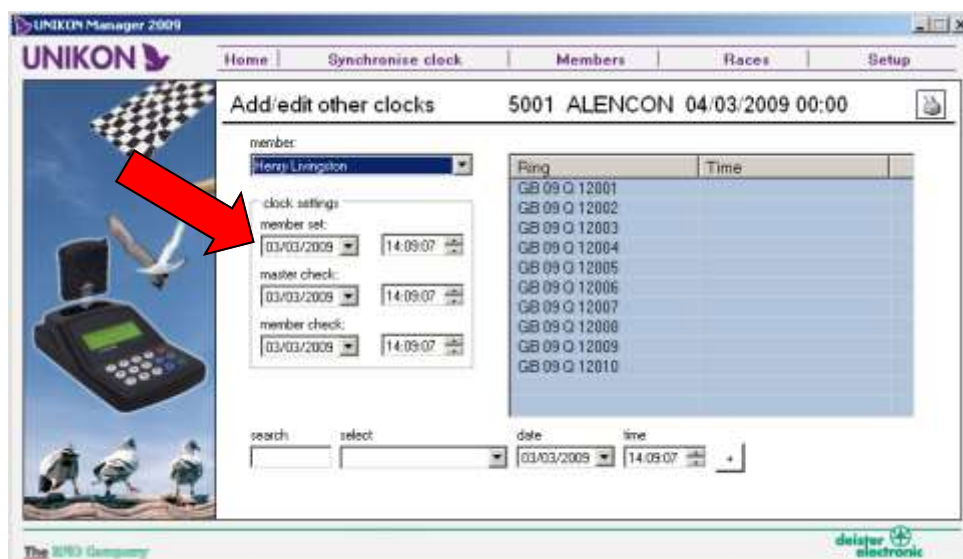 UNIKON Manager 2009
UNIKON
Home Synchronise clock Members Races Setup
Add/edit other clocks 5001 ALENCON 04/03/2009 00:00
member:
Henry Livingston
clock settings
member set:
03/03/2009 14:09:07
master check:
03/03/2009 14:09:07
member check:
03/03/2009 14:09:07
Ring Time
GB 09 Q 12001
GB 09 Q 12002
GB 09 Q 12003
GB 09 Q 12004
GB 09 Q 12005
GB 09 Q 12006
GB 09 Q 12007
GB 09 Q 12008
GB 09 Q 12009
GB 09 Q 12010
search select date time
03/03/2009 14:09:07 +
The RFID Company
deister
electronic